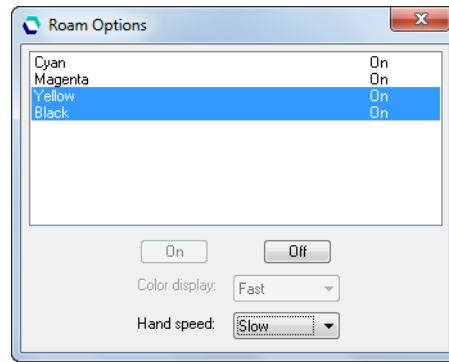 Roam Options
Cyan On
Magenta On
Yellow On
Black On
On Off
Color display: Fast
Hand speed: Slow